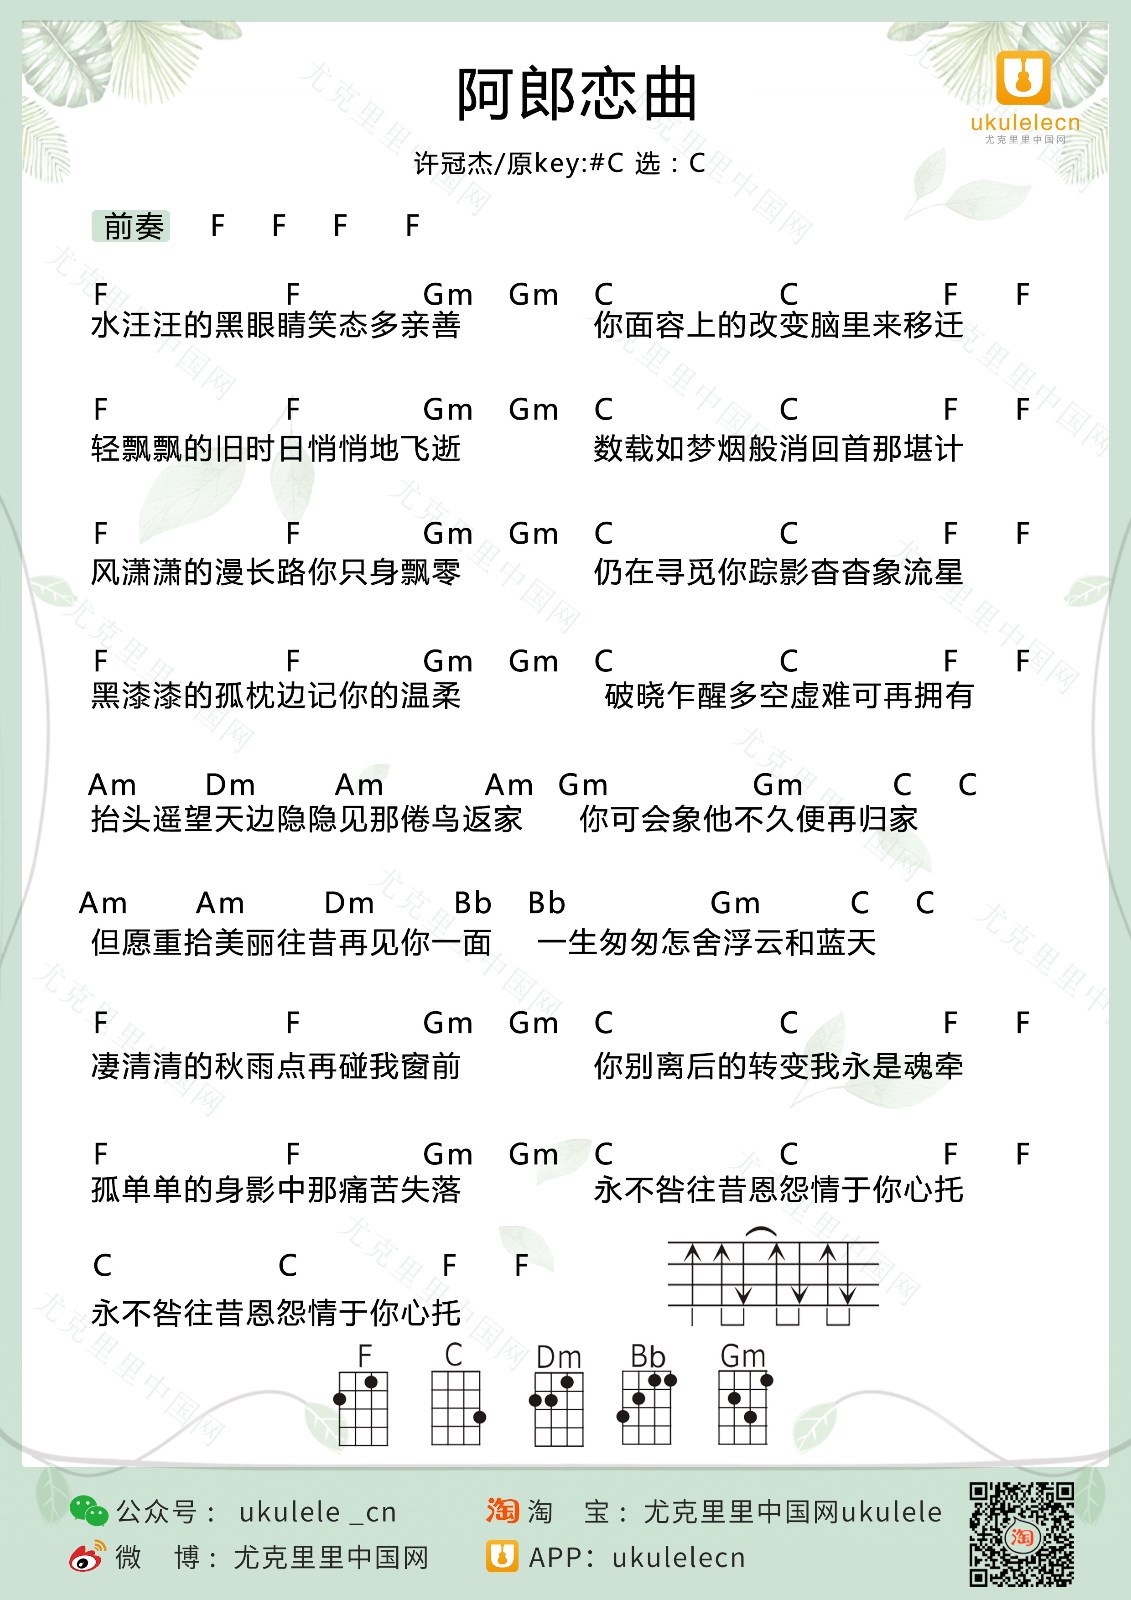 阿郎恋曲
ukulelecn
尤克里里中国网
许冠杰/原key:#C 选：C
前奏 F F F F
F F Gm Gm C C F F
水汪汪的黑眼睛笑态多亲善 你面容上的改变脑里来移迁
F F Gm Gm C C F F
轻飘飘的旧时日悄悄地飞逝 数载如梦烟般消回首那堪计
F F Gm Gm C C F F
风潇潇的漫长路你只身飘零 仍在寻觅你踪影杳杳象流星
F F Gm Gm C C F F
黑漆漆的孤枕边记你的温柔 破晓乍醒多空虚难可再拥有
Am Dm Am Am Gm Gm C C
抬头遥望天边隐隐见那倦鸟返家 你可会象他不久便再归家
Am Am Dm Bb Bb Gm C C
但愿重拾美丽往昔再见你一面 一生匆匆怎舍浮云和蓝天
F F Gm Gm C C F F
凄清清的秋雨点再碰我窗前 你别离后的转变我永是魂牵
F F Gm Gm C C F F
孤单单的身影中那痛苦失落 永不咎往昔恩怨情于你心托
C C F F
永不咎往昔恩怨情于你心托
F C Dm Bb Gm
公众号： ukulele _cn 淘 淘 宝：尤克里里中国网ukulele
微 博：尤克里里中国网 APP：ukulelecn
淘